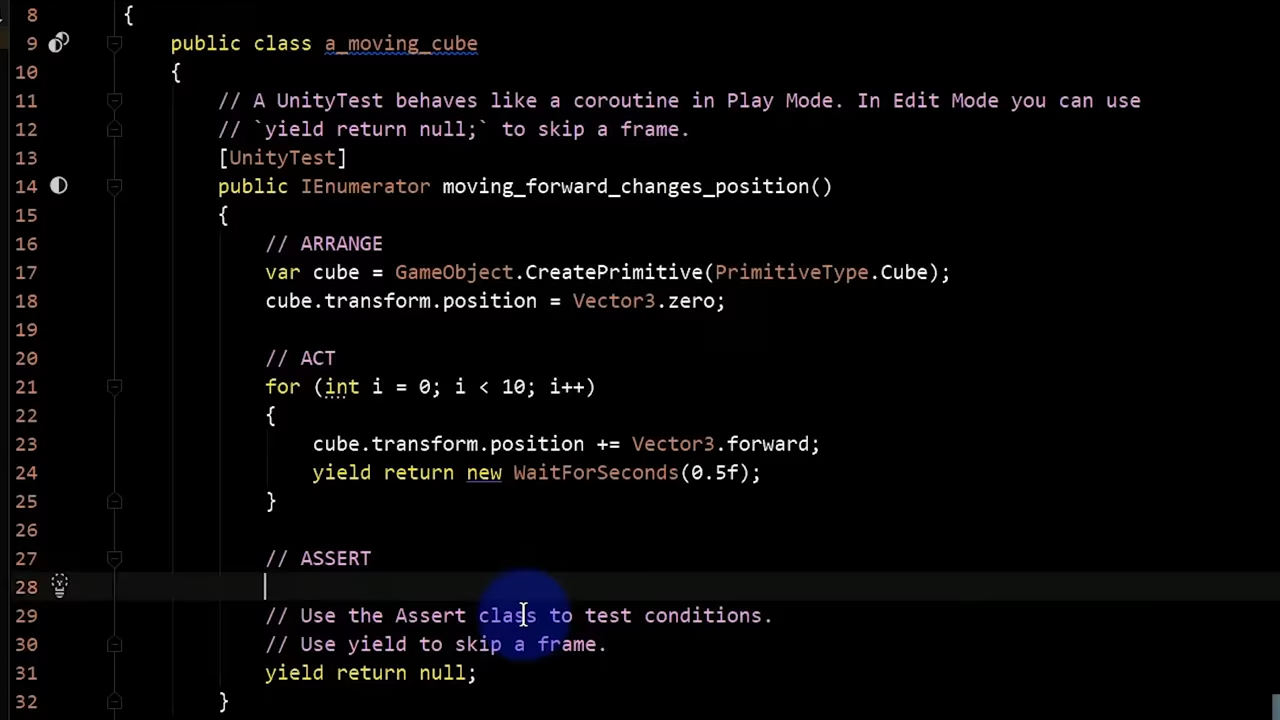 8 {
9 public class a_moving_cube
10 {
11 // A UnityTest behaves like a coroutine in Play Mode. In Edit Mode you can use
12 // `yield return null;` to skip a frame.
13 [UnityTest]
14 public IEnumerator moving_forward_changes_position()
15 {
16 // ARRANGE
17 var cube = GameObject.CreatePrimitive(PrimitiveType.Cube);
18 cube.transform.position = Vector3.zero;
19
20 // ACT
21 for (int i = 0; i < 10; i++)
22 {
23 cube.transform.position += Vector3.forward;
24 yield return new WaitForSeconds(0.5f);
25 }
26
27 // ASSERT
28
29 // Use the Assert class to test conditions.
30 // Use yield to skip a frame.
31 yield return null;
32 }